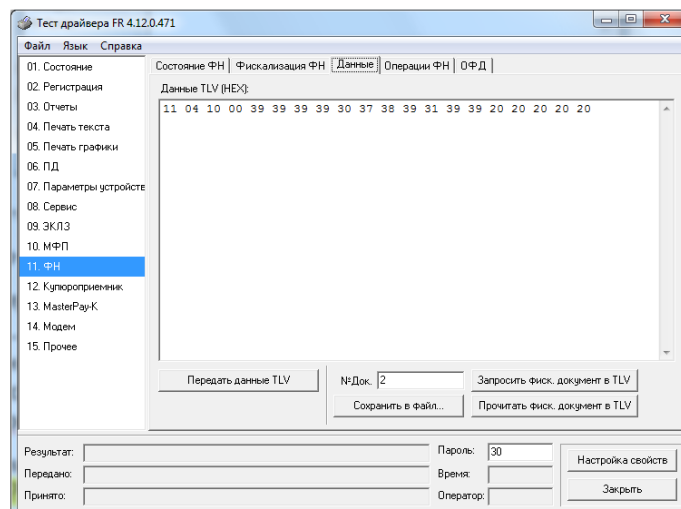 Тест драйвера FR 4.12.0.471
Файл Язык Справка
01. Состояние
02. Регистрация
03. Отчеты
04. Печать текста
05. Печать графики
06. ПД
07. Параметры устройств
08. Сервис
09. ЭКЛЗ
10. МФП
11. ФН
12. Купюроприемник
13. MasterPay-K
14. Модем
15. Прочее
Состояние ФН Фискализация ФН Данные Операции ФН ОФД
Данные TLV (HEX):
11 04 10 00 39 39 39 39 30 37 38 39 31 39 39 20 20 20 20 20
Передать данные TLV
№Док. 2
Запросить фиск. документ в TLV
Сохранить в файл...
Прочитать фиск. документ в TLV
Результат:
Передано:
Принято:
Пароль: 30
Время:
Оператор:
Настройка свойств
Закрыть